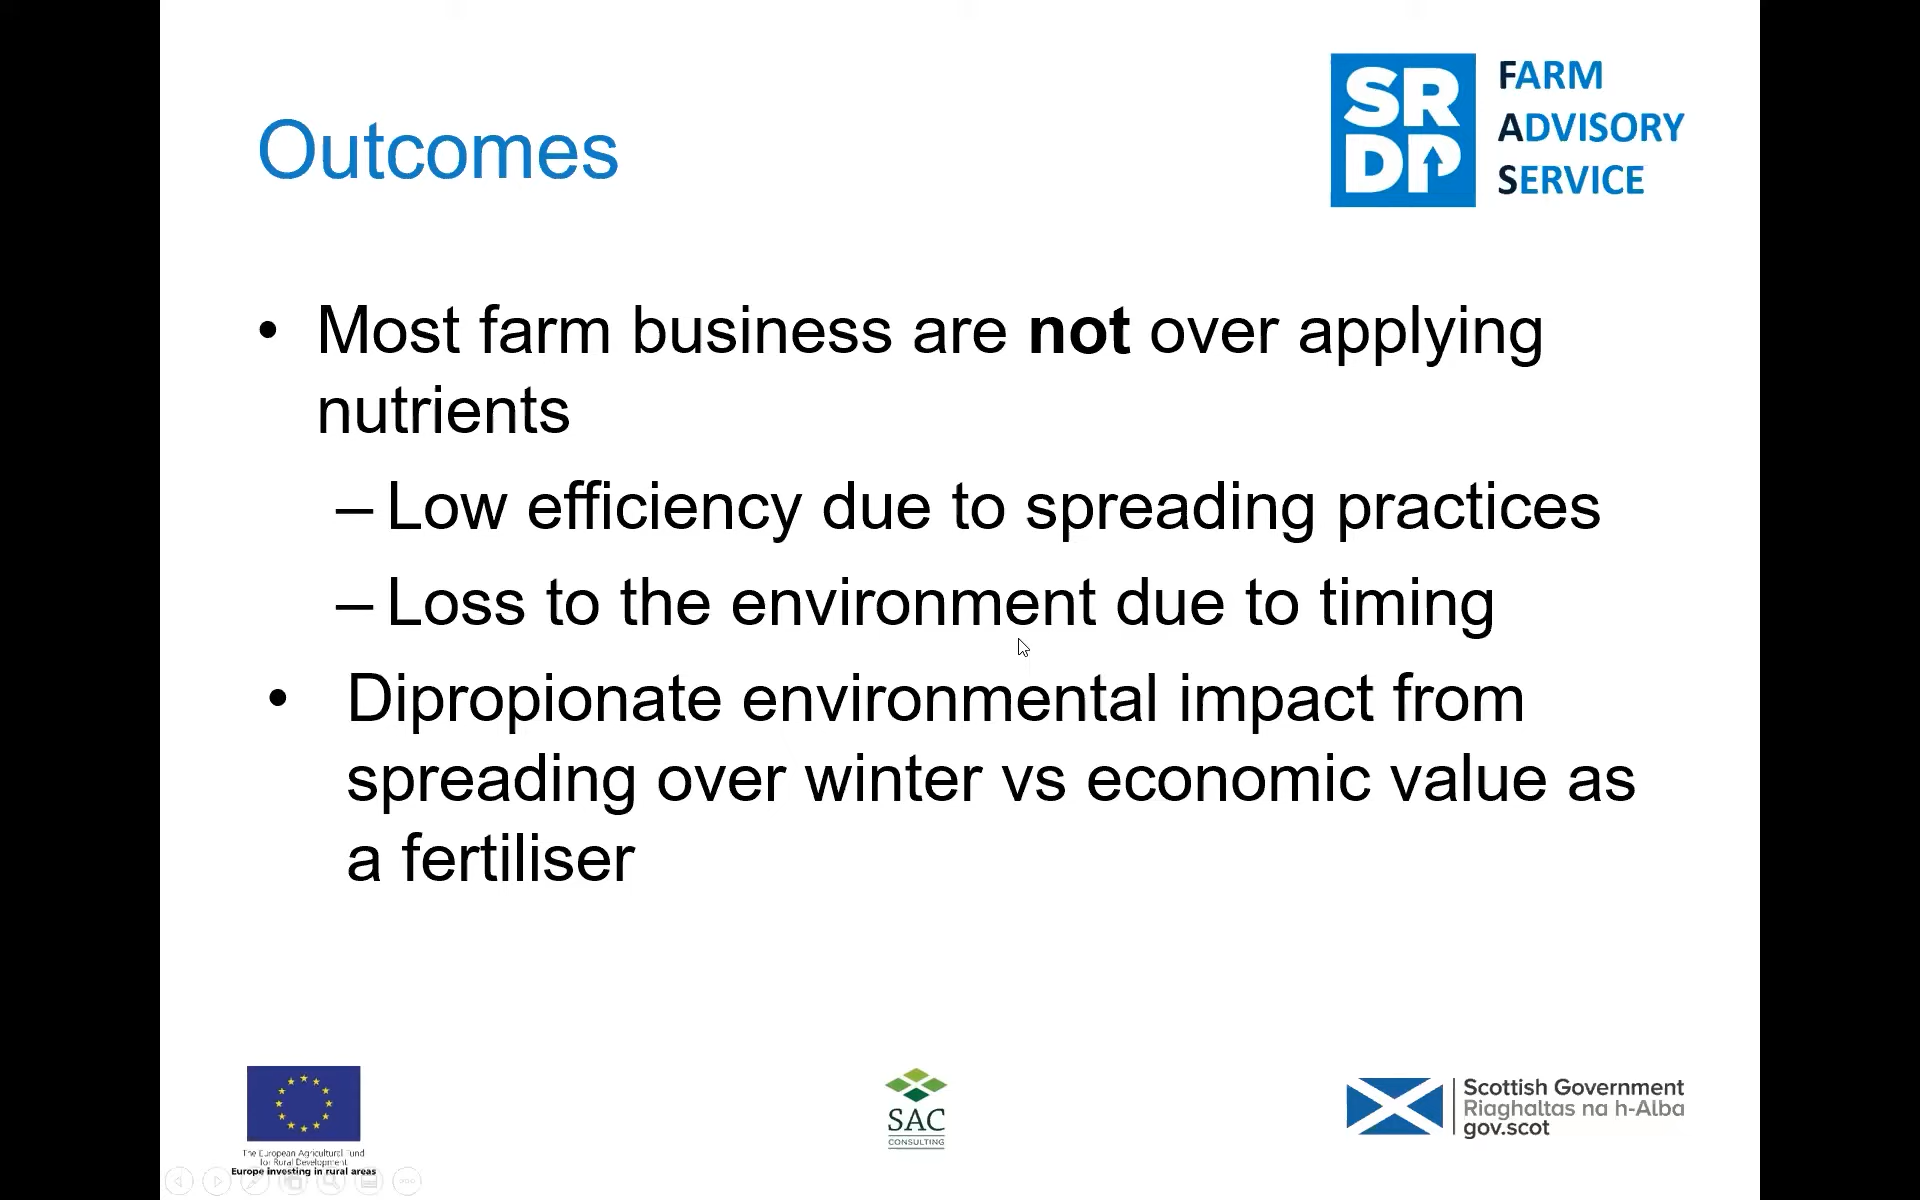 Outcomes
SRDP
FARM
ADVISORY
SERVICE
• Most farm business are not over applying
nutrients
– Low efficiency due to spreading practices
– Loss to the environment due to timing
• Dipropionate environmental impact from
spreading over winter vs economic value as
a fertiliser
The European Agricultural Fund
for Rural Development
Europe investing in rural areas
SAC
CONSULTING
Scottish Government
Riaghaltas na h-Alba
gov.scot